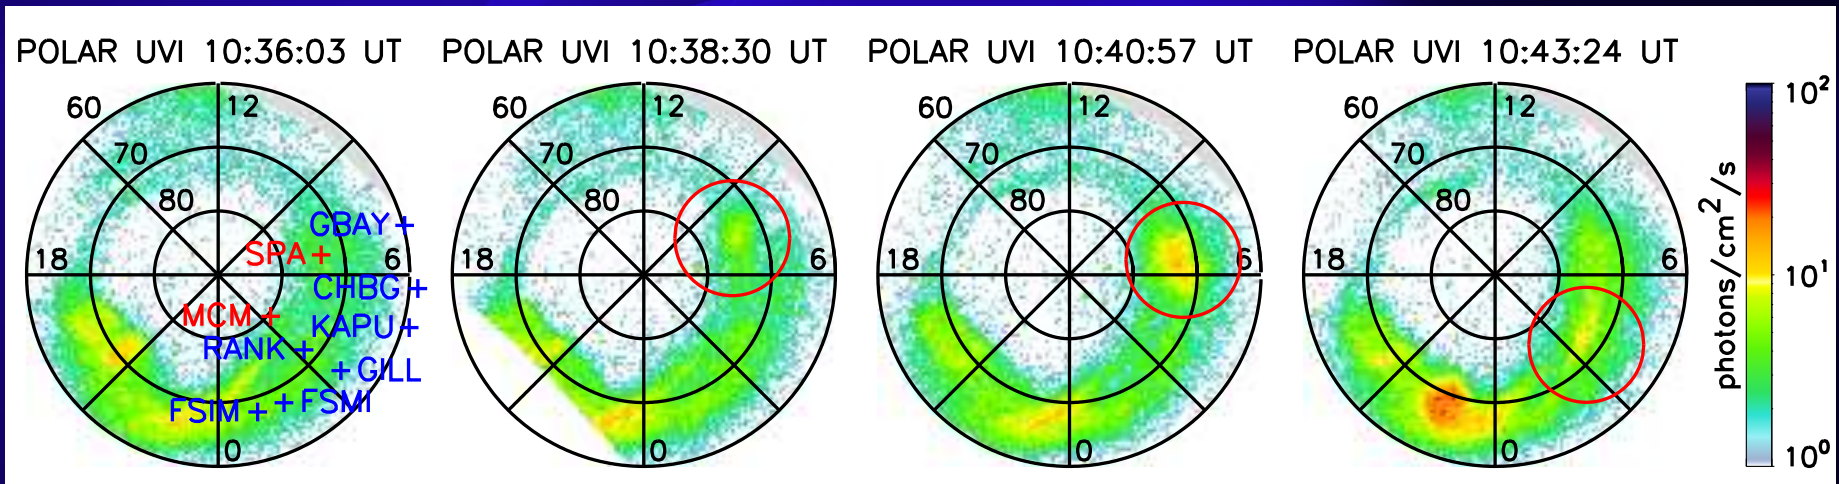 POLAR UVI 10:36:03 UT
60
12
70
80
GBAY +
SPA +
18
6
CHBG +
MCM +
KAPU +
RANK +
+ GILL
FSIM +
+ FSMI
0
POLAR UVI 10:38:30 UT
60
12
70
80
18
6
0
POLAR UVI 10:40:57 UT
60
12
70
80
18
6
0
POLAR UVI 10:43:24 UT
60
12
70
80
18
6
0
10²
10¹
10⁰
photons/cm²/s